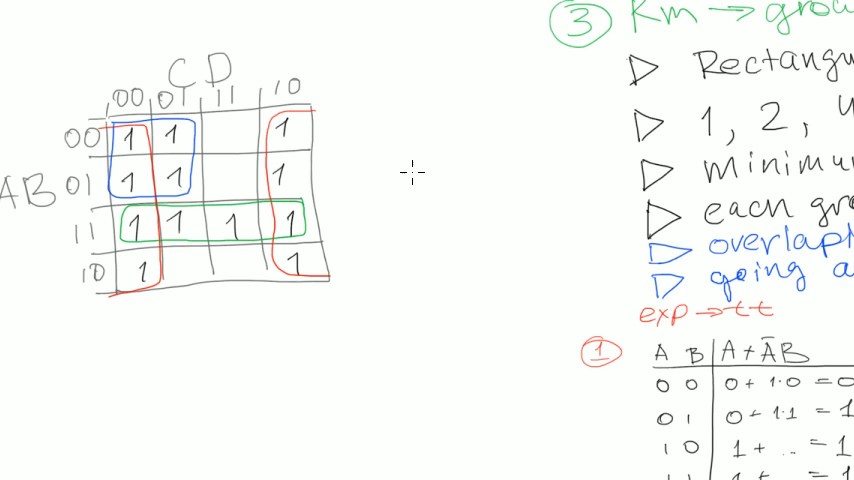 CD
00 01 11 10
00 1 1 1
AB 01 1 1 1
11 1 1 1 1
10 1 1
③ Km → grou
▷ Rectangu
▷ 1, 2,
▷ minimu
▷ each gro
▷ overlap
▷ going a
exp → tt
① A B A + A̅B
0 0 0 + 1·0 = 0
0 1 0 + 1·1 = 1
1 0 1 + .. = 1